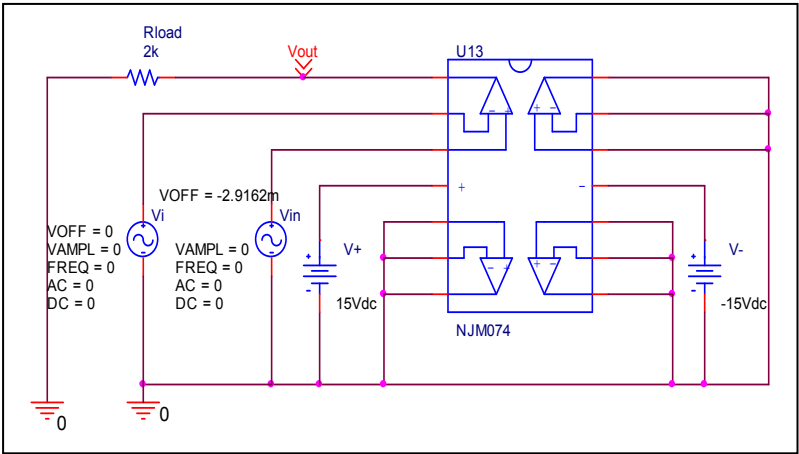 Rload
2k
Vout
U13
VOFF = -2.9162m
Vi
Vin
VOFF = 0
VAMPL = 0
FREQ = 0
AC = 0
DC = 0
VAMPL = 0
FREQ = 0
AC = 0
DC = 0
V+
15Vdc
V-
-15Vdc
NJM074
0
0